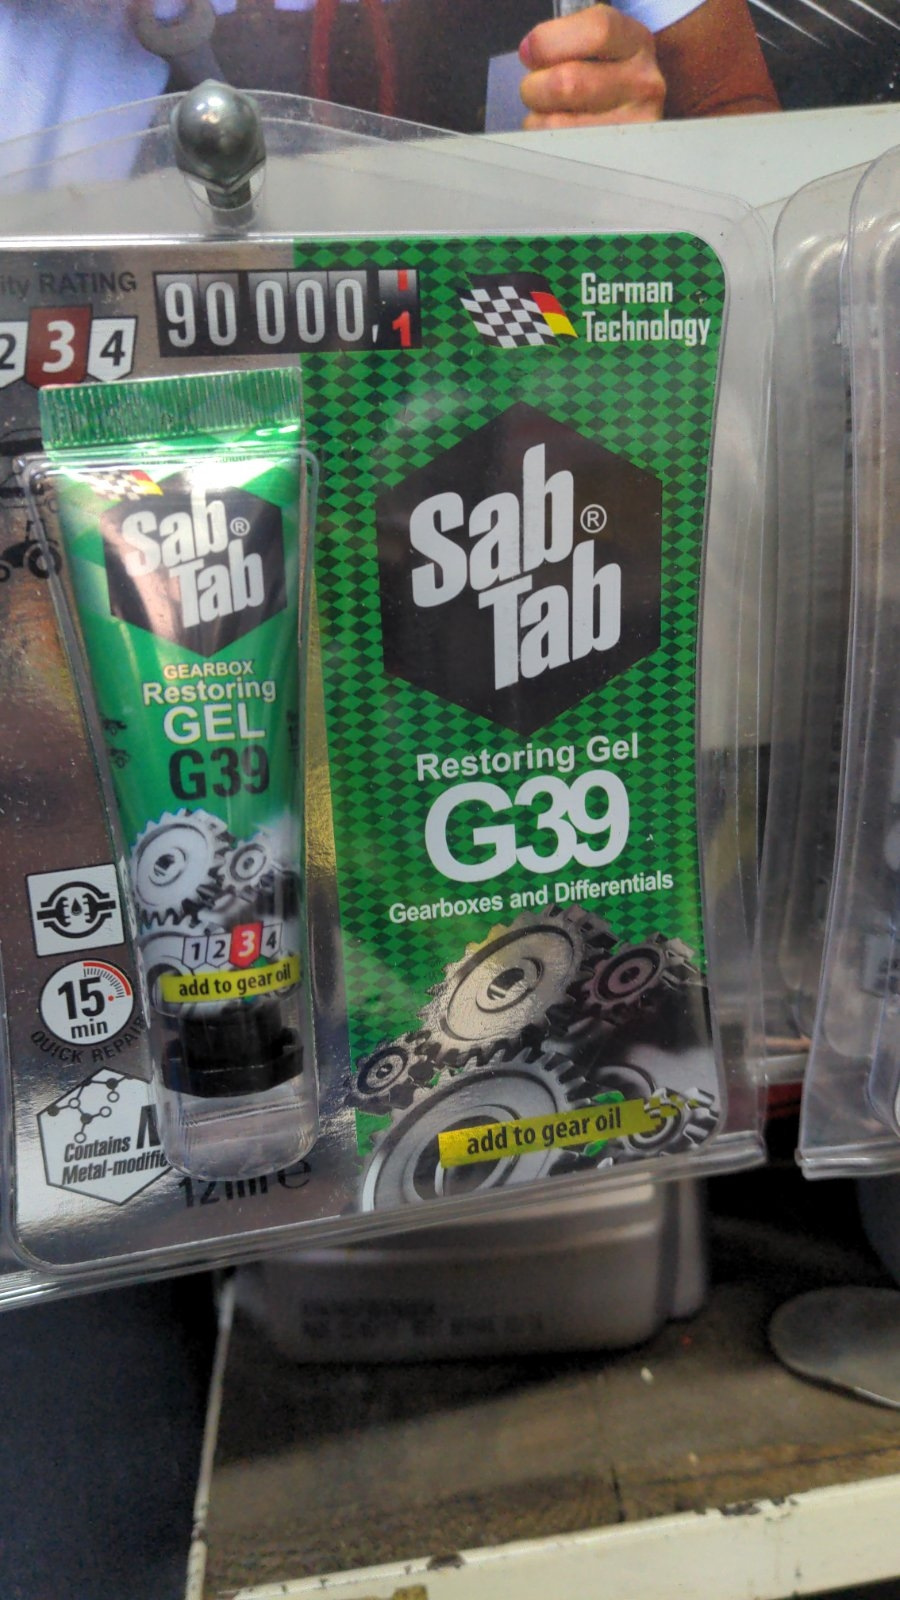 ity RATING
2 3 4
90 000,1
German
Technology
Sab®
Tab
GEARBOX
Restoring
GEL
G39
1 2 3 4
add to gear oil
Sab®
Tab
Restoring Gel
G39
Gearboxes and Differentials
add to gear oil
15
min
QUICK REPAIR
Contains
Metal-modifie
12ml e